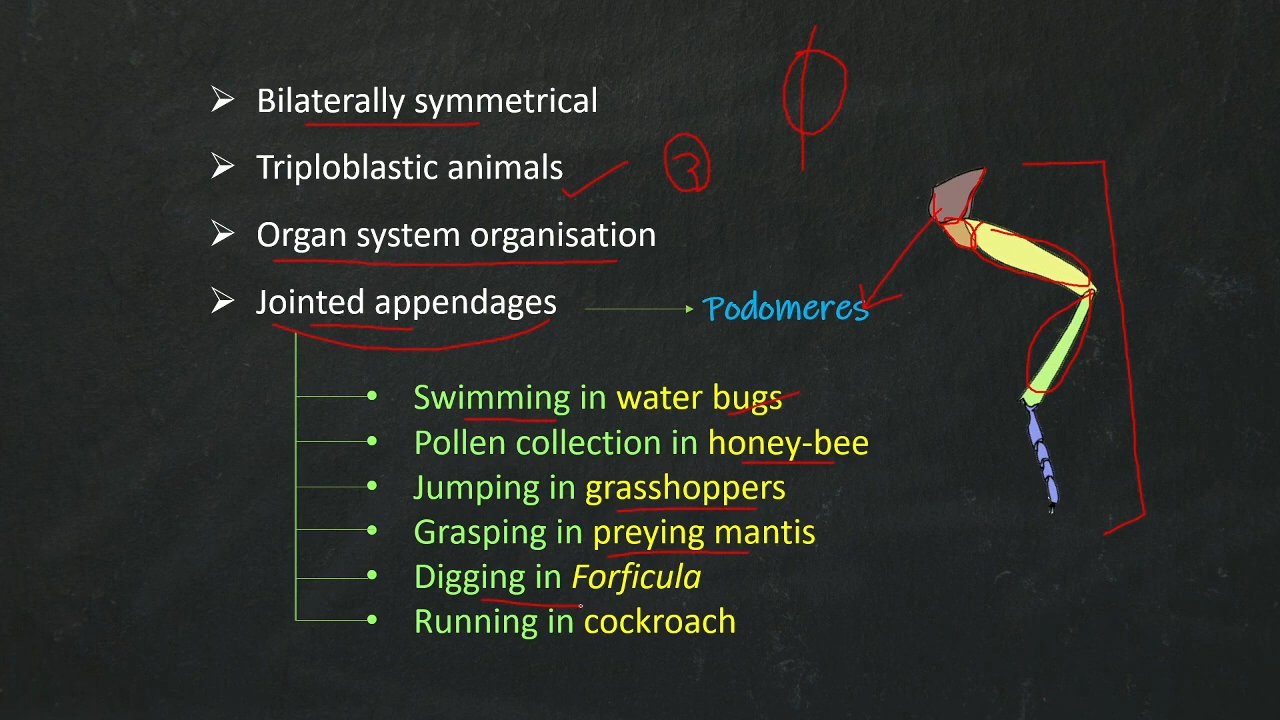 Bilaterally symmetrical
Triploblastic animals
3
Organ system organisation
Jointed appendages
Podomeres
Swimming in water bugs
Pollen collection in honey-bee
Jumping in grasshoppers
Grasping in preying mantis
Digging in Forficula
Running in cockroach